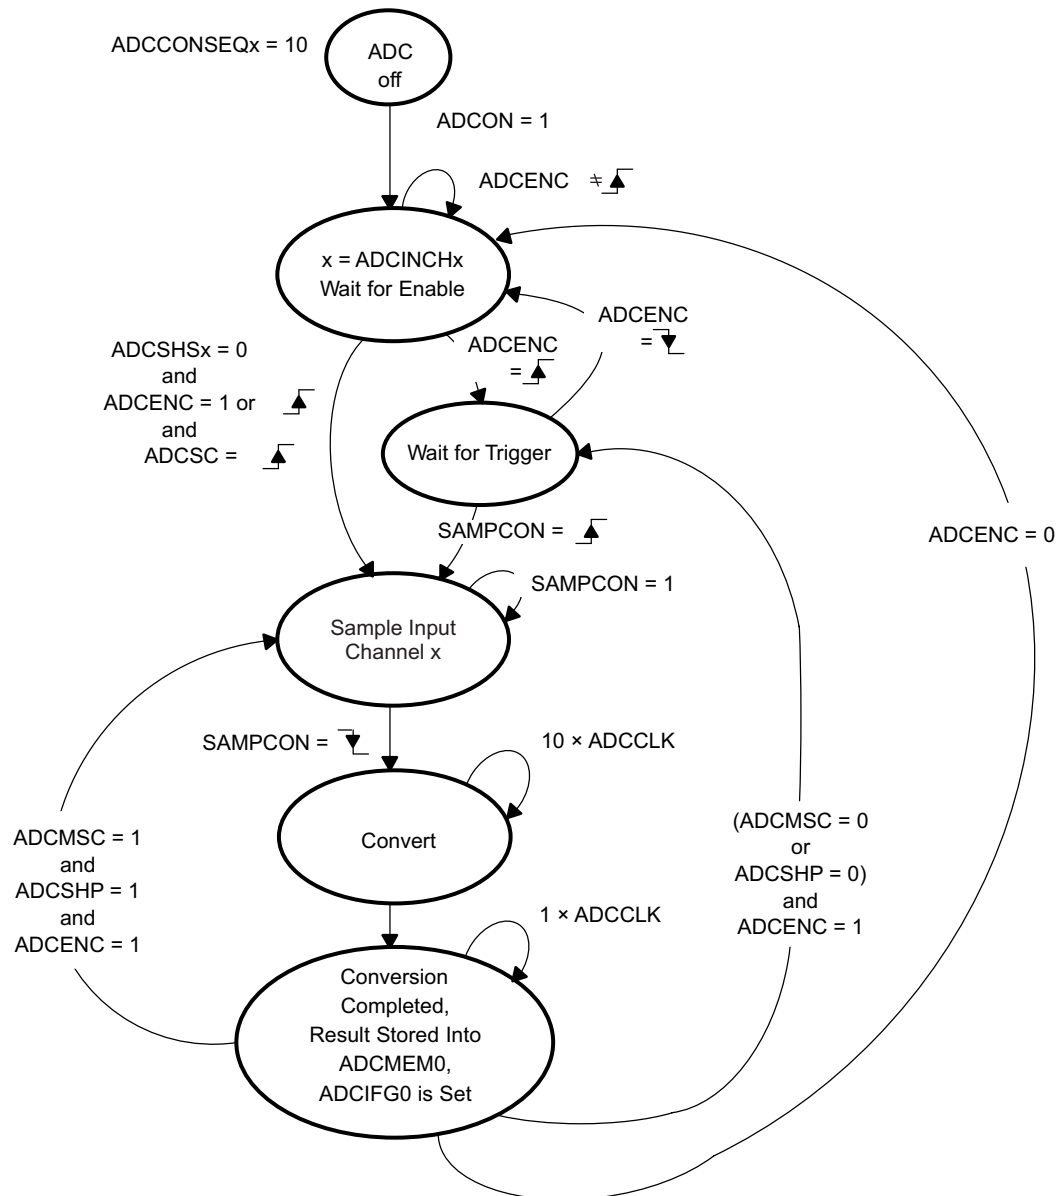 ADCCONSEQx = 10
ADC
off
ADCON = 1
ADCENC ≠
x = ADCINCHx
Wait for Enable
ADCENC
=
ADCENC
=
ADCSHSx = 0
and
ADCENC = 1 or
and
ADCSC =
Wait for Trigger
SAMPCON =
ADCENC = 0
SAMPCON = 1
Sample Input
Channel x
SAMPCON =
10 × ADCCLK
Convert
ADCMSC = 1
and
ADCSHP = 1
and
ADCENC = 1
(ADCMSC = 0
or
ADCSHP = 0)
and
ADCENC = 1
1 × ADCCLK
Conversion
Completed,
Result Stored Into
ADCMEM0,
ADCIFG0 is Set